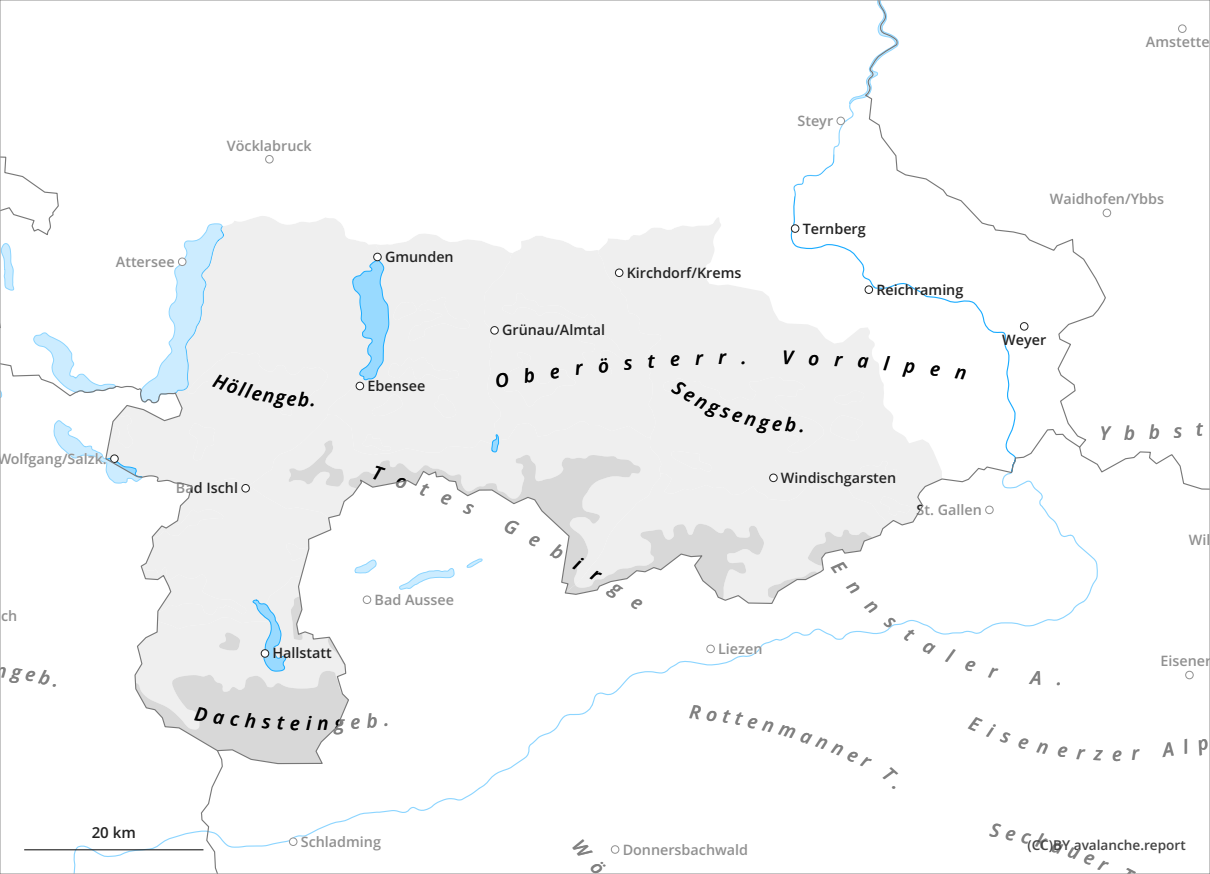 Amstette
Steyr
Vöcklabruck
Waidhofen/Ybbs
Ternberg
Attersee
Gmunden
Kirchdorf/Krems
Reichraming
Grünau/Almtal
Weyer
Oberösterr. Voralpen
Höllengeb.
Ebensee
Sengsengeb.
Ybbst
Wolfgang/Salzk.
Totes Gebirge
Windischgarsten
Bad Ischl
St. Gallen
Wil
Ennstaler A.
Bad Aussee
ch
Hallstatt
Liezen
Eisener
ngeb.
Dachsteingeb.
Rottenmanner T.
Eisenerzer Alp
20 km
Schladming
Donnersbachwald
Seckauer T
(CC)BY avalanche.report
Wö